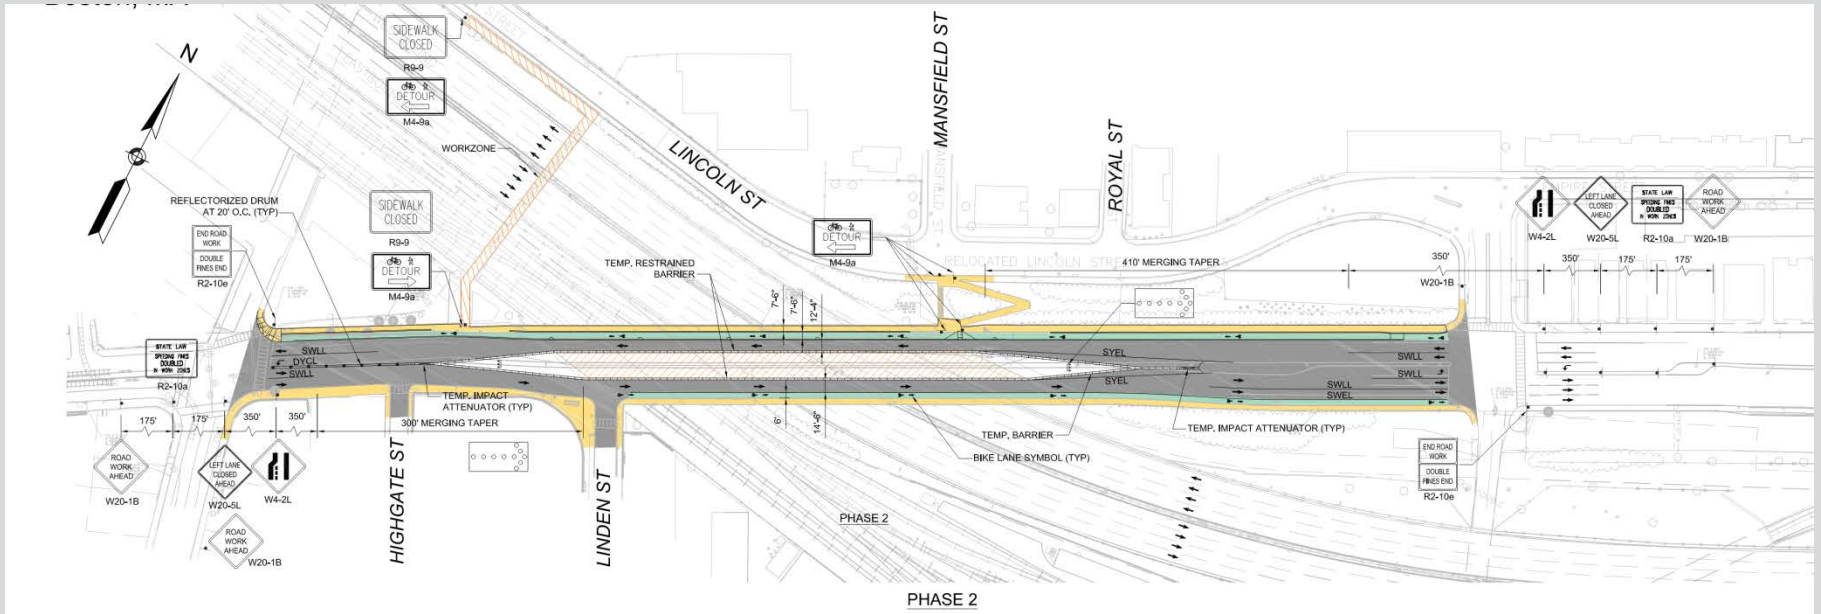 SIDEWALK
CLOSED
R9-9
DETOUR
M4-9a
N
WORKZONE
LINCOLN ST
MANSFIELD ST
ROYAL ST
REFLECTORIZED DRUM
AT 20' O.C. (TYP)
SIDEWALK
CLOSED
R9-9
DETOUR
M4-9a
END ROAD
WORK
DOUBLE
FINES END
R2-10e
DETOUR
M4-9a
TEMP. RESTRAINED
BARRIER
RELOCATED LINCOLN STREET
410' MERGING TAPER
7'-6"
7'-6"
12'-4"
350'
W20-1B
350'
175'
175'
W4-2L
LEFT LANE
CLOSED
AHEAD
W20-5L
STATE LAW
SPEEDING FINES
DOUBLED
IN WORK ZONES
R2-10a
ROAD
WORK
AHEAD
W20-1B
STATE LAW
SPEEDING FINES
DOUBLED
IN WORK ZONES
R2-10a
SWLL
DYCL
SWLL
SYEL
SYEL
SWLL
SWLL
SWLL
SWEL
TEMP. IMPACT
ATTENUATOR (TYP)
300' MERGING TAPER
6'
14'-8"
TEMP. BARRIER
TEMP. IMPACT ATTENUATOR (TYP)
BIKE LANE SYMBOL (TYP)
175'
175'
350'
350'
ROAD
WORK
AHEAD
W20-1B
LEFT LANE
CLOSED
AHEAD
W20-5L
W4-2L
ROAD
WORK
AHEAD
W20-1B
HIGHGATE ST
LINDEN ST
END ROAD
WORK
DOUBLE
FINES END
R2-10e
PHASE 2
PHASE 2